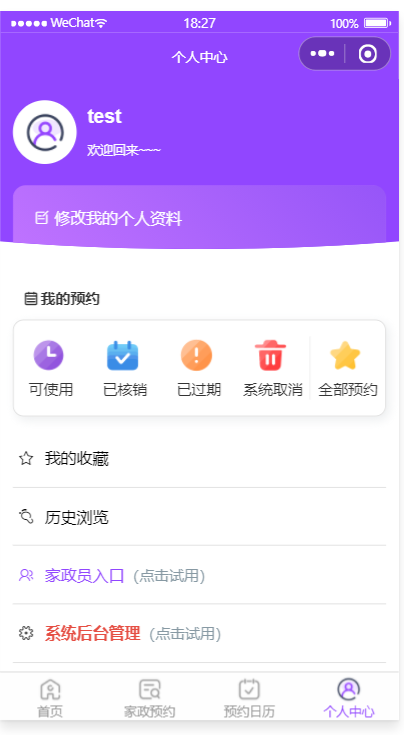 WeChat 18:27 100%
个人中心
test
欢迎回来~~~
修改我的个人资料
我的预约
可使用 已核销 已过期 系统取消 全部预约
我的收藏
历史浏览
家政员入口 (点击试用)
系统后台管理 (点击试用)
首页 家政预约 预约日历 个人中心